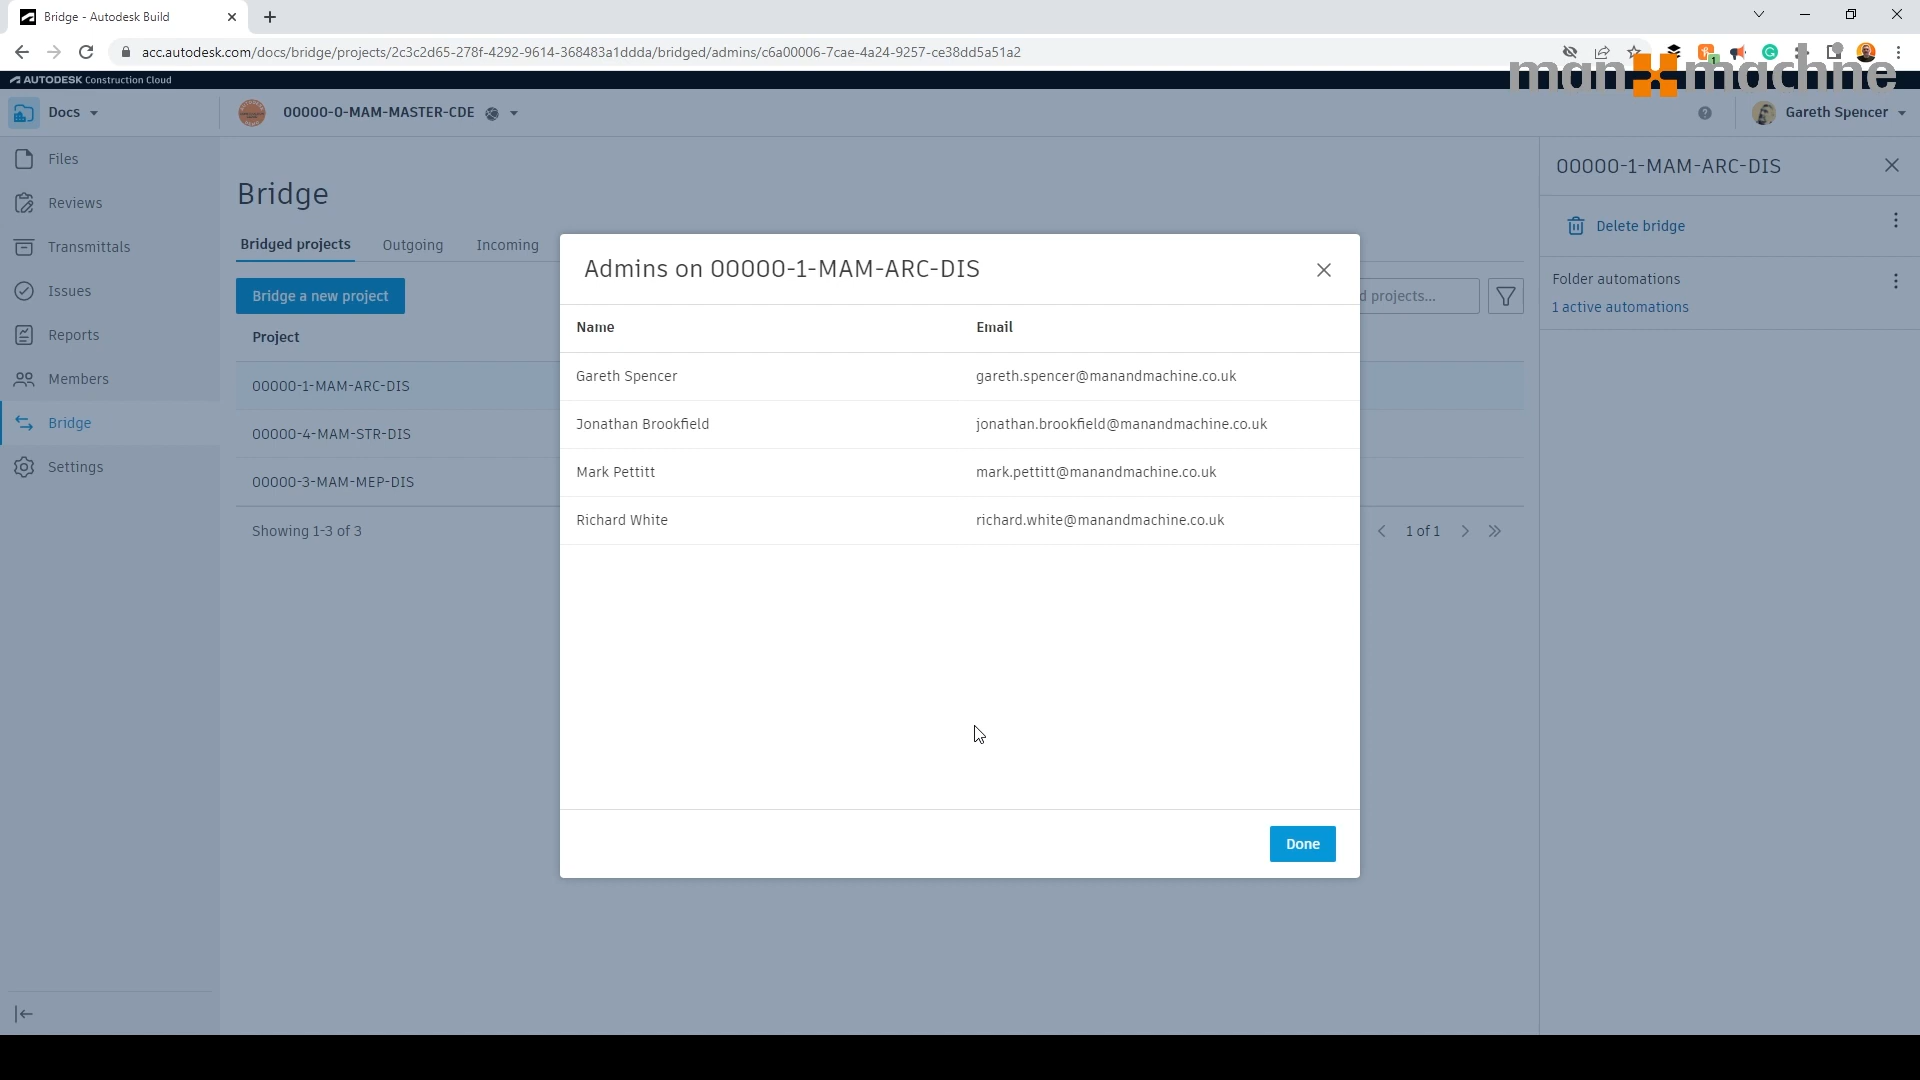 Bridge - Autodesk Build
acc.autodesk.com/docs/bridge/projects/2c3c2d65-278f-4292-9614-368483a1ddda/bridged/admins/c6a00006-7cae-4a24-9257-ce38dd5a51a2
1
AUTODESK Construction Cloud
man machine
Docs
00000-0-MAM-MASTER-CDE
Gareth Spencer
Files
Reviews
Transmittals
Issues
Reports
Members
Bridge
Settings
Bridge
Bridged projects
Outgoing
Incoming
Bridge a new project
d projects...
Project
00000-1-MAM-ARC-DIS
00000-4-MAM-STR-DIS
00000-3-MAM-MEP-DIS
Showing 1-3 of 3
1 of 1
Admins on 00000-1-MAM-ARC-DIS
Name Email
Gareth Spencer gareth.spencer@manandmachine.co.uk
Jonathan Brookfield jonathan.brookfield@manandmachine.co.uk
Mark Pettitt mark.pettitt@manandmachine.co.uk
Richard White richard.white@manandmachine.co.uk
Done
00000-1-MAM-ARC-DIS
Delete bridge
Folder automations
1 active automations